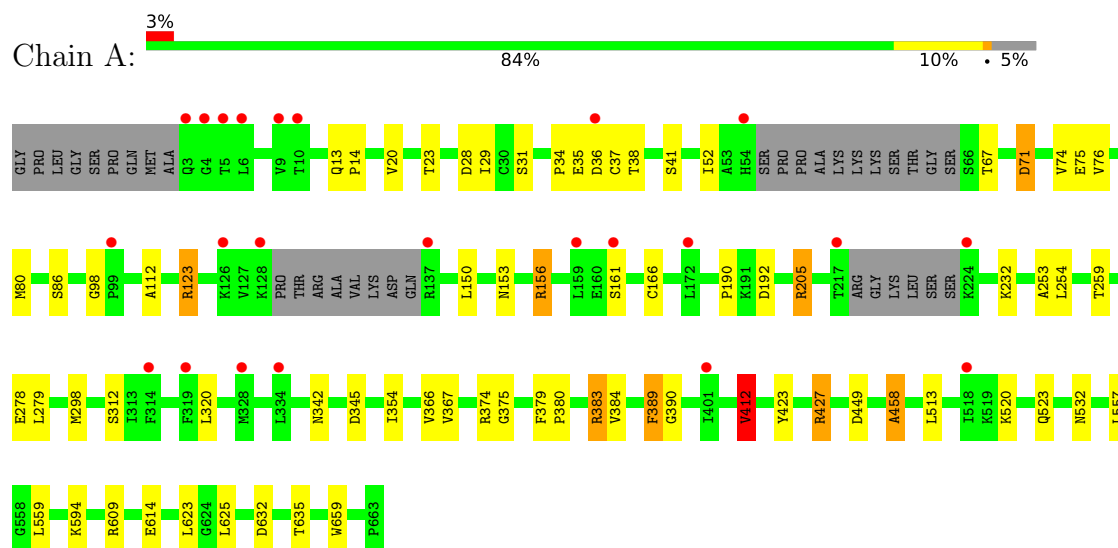 3%
Chain A:
84% 10% • 5%
GLY PRO LEU GLY SER PRO GLN MET ALA Q3 G4 T5 L6 V9 T10 Q13 P14 V20 T23 D28 I29 C30 S31 P34 E35 D36 C37 T38 S41 I52 A53 H54 SER PRO PRO ALA LYS LYS LYS SER THR GLY SER S66 T67 D71 V74 E75 V76
M80 S86 G98 P99 A112 R123 K126 V127 K128 PRO THR ARG ALA VAL LYS ASP GLN R137 L150 N153 R156 L159 E160 S161 C166 L172 P190 K191 D192 R205 T217 ARG GLY LYS LEU SER SER K224 K232 A253 L254 T259
E278 L279 M298 S312 I313 F314 F319 L320 M328 L334 N342 D345 I354 V366 V367 R374 G375 F379 P380 R383 V384 F389 G390 I401 V412 Y423 R427 D449 A458 L513 I518 K519 K520 Q523 N532 L557
G558 L559 K594 R609 E614 L623 G624 L625 D632 T635 W659 P663